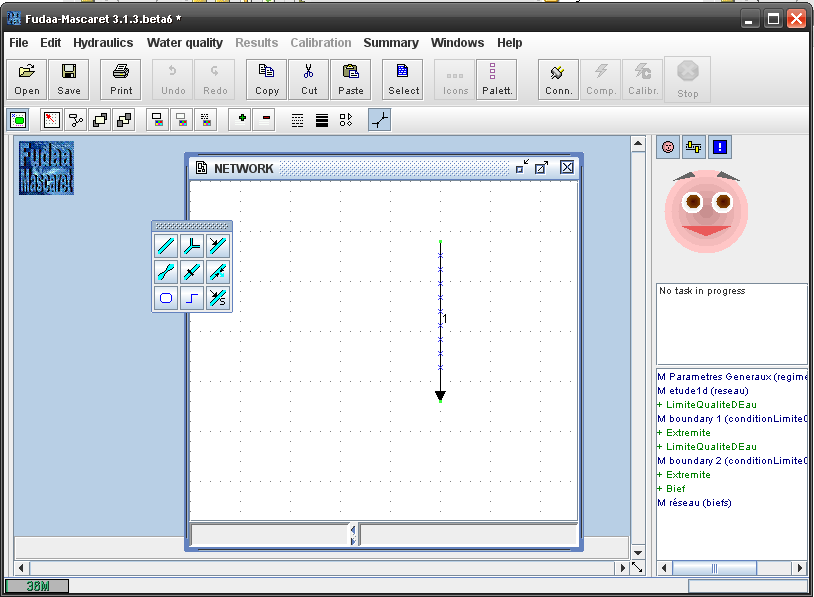 Fudaa-Mascaret 3.1.3.beta6 *
File Edit Hydraulics Water quality Results Calibration Summary Windows Help
Open Save Print Undo Redo Copy Cut Paste Select Icons Palett. Conn. Comp. Calibr. Stop
Fudaa
Mascaret
NETWORK
1
S
No task in progress
M Parametres Generaux (regime
M etude1d (reseau)
+ LimiteQualiteDEau
M boundary 1 (conditionLimite
+ Extremite
+ LimiteQualiteDEau
M boundary 2 (conditionLimite
+ Extremite
+ Bief
M réseau (biefs)
36M